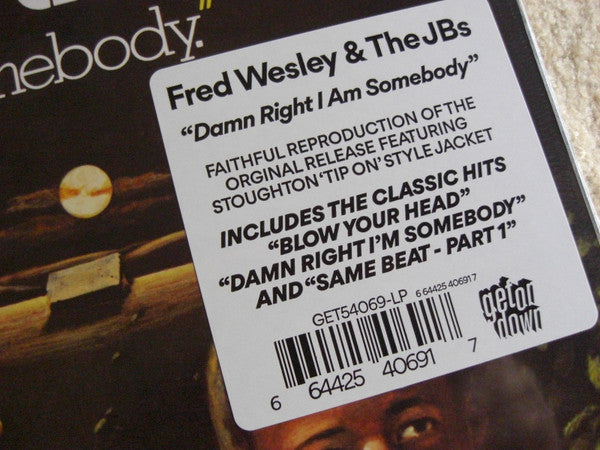 mebody."
Fred Wesley & The JBs
"Damn Right I Am Somebody"
FAITHFUL REPRODUCTION OF THE
ORGINAL RELEASE FEATURING
STOUGHTON 'TIP ON' STYLE JACKET
INCLUDES THE CLASSIC HITS
"BLOW YOUR HEAD"
"DAMN RIGHT I'M SOMEBODY"
AND "SAME BEAT - PART 1"
GET54069-LP 6 64425 40691 7
6 64425 40691 7
get on
down